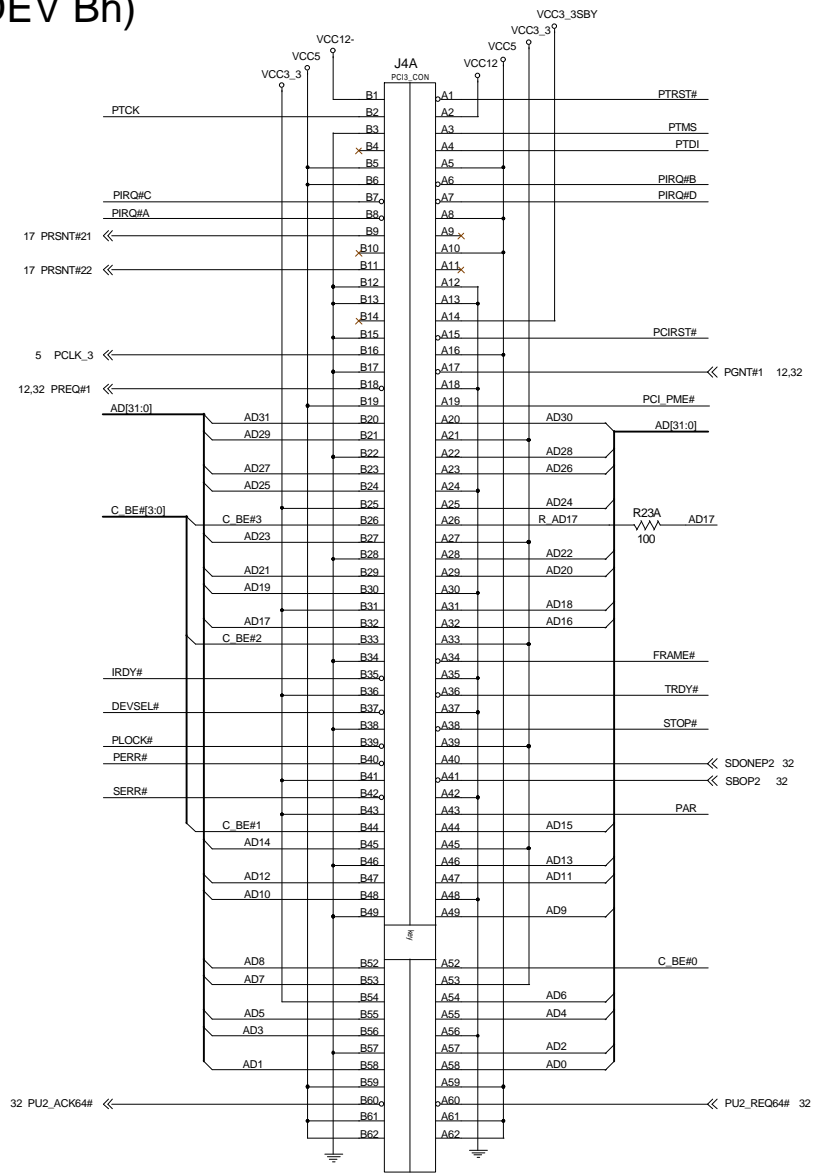 DEV Bh)
VCC3_3SBY
VCC12- VCC3_3
VCC5 VCC5
VCC3_3 J4A VCC12
PCI3_CON
B1 A1 PTRST#
PTCK B2 A2
B3 A3 PTMS
B4 A4 PTDI
B5 A5
B6 A6 PIRQ#B
PIRQ#C B7 A7 PIRQ#D
PIRQ#A B8 A8
17 PRSNT#21 B9 A9
B10 A10
17 PRSNT#22 B11 A11
B12 A12
B13 A13
B14 A14
B15 A15 PCIRST#
5 PCLK_3 B16 A16
B17 A17 PGNT#1 12,32
12,32 PREQ#1 B18 A18
B19 A19 PCI_PME#
AD[31:0] AD31 B20 A20 AD30 AD[31:0]
AD29 B21 A21
B22 A22 AD28
AD27 B23 A23 AD26
AD25 B24 A24
B25 A25 AD24
C_BE#[3:0] C_BE#3 B26 A26 R_AD17 R23A AD17
100
AD23 B27 A27
B28 A28 AD22
AD21 B29 A29 AD20
AD19 B30 A30
B31 A31 AD18
AD17 B32 A32 AD16
C_BE#2 B33 A33
B34 A34 FRAME#
IRDY# B35 A35
B36 A36 TRDY#
DEVSEL# B37 A37
B38 A38 STOP#
PLOCK# B39 A39
PERR# B40 A40 SDONEP2 32
B41 A41 SBOP2 32
SERR# B42 A42
B43 A43 PAR
C_BE#1 B44 A44 AD15
AD14 B45 A45
B46 A46 AD13
AD12 B47 A47 AD11
AD10 B48 A48
B49 A49 AD9
key
AD8 B52 A52 C_BE#0
AD7 B53 A53
B54 A54 AD6
AD5 B55 A55 AD4
AD3 B56 A56
B57 A57 AD2
AD1 B58 A58 AD0
B59 A59
32 PU2_ACK64# B60 A60 PU2_REQ64# 32
B61 A61
B62 A62